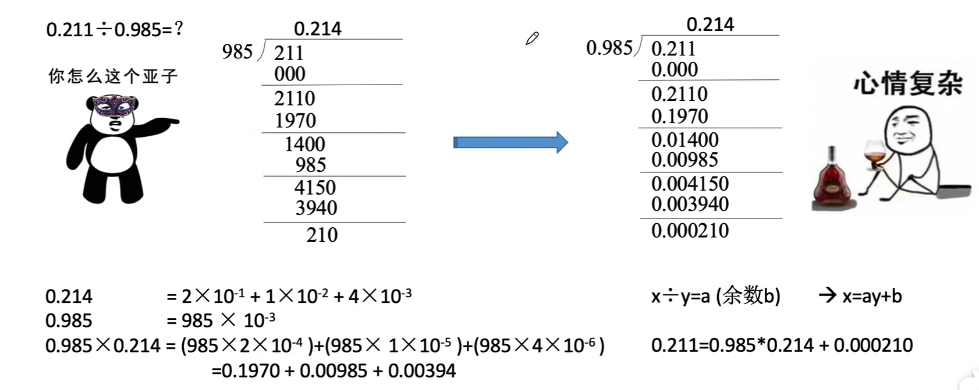 0.211÷0.985=?
你怎么这个亚子
0.214
985 211
000
2110
1970
1400
985
4150
3940
210
0.214
0.985 0.211
0.000
0.2110
0.1970
0.01400
0.00985
0.004150
0.003940
0.000210
心情复杂
0.214 = 2×10⁻¹ + 1×10⁻² + 4×10⁻³
0.985 = 985 × 10⁻³
0.985×0.214 = (985×2×10⁻⁴ )+(985× 1×10⁻⁵ )+(985×4×10⁻⁶ )
=0.1970 + 0.00985 + 0.00394
x÷y=a (余数b) → x=ay+b
0.211=0.985*0.214 + 0.000210